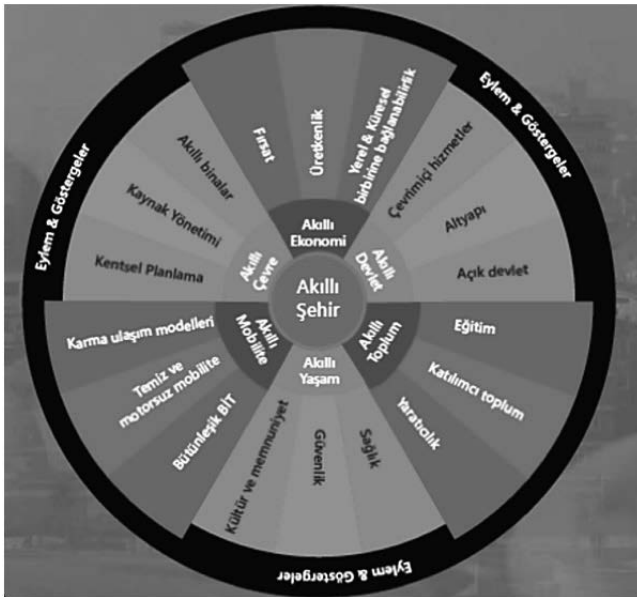 Akıllı
Şehir
Akıllı
Ekonomi
Fırsat
Üretkenlik
Yerel & Küresel
birbirine bağlanabilirlik
Akıllı
Devlet
Çevrimiçi hizmetler
Altyapı
Açık devlet
Akıllı
Toplum
Eğitim
Katılımcı toplum
Yaratıcılık
Akıllı
Yaşam
Sağlık
Güvenlik
Kültür ve memnuniyet
Akıllı
Mobilite
Bütünleşik BİT
Temiz ve
motorsuz mobilite
Karma ulaşım modelleri
Akıllı
Çevre
Kentsel Planlama
Kaynak Yönetimi
Akıllı binalar
Eylem & Göstergeler
Eylem & Göstergeler
Eylem & Göstergeler